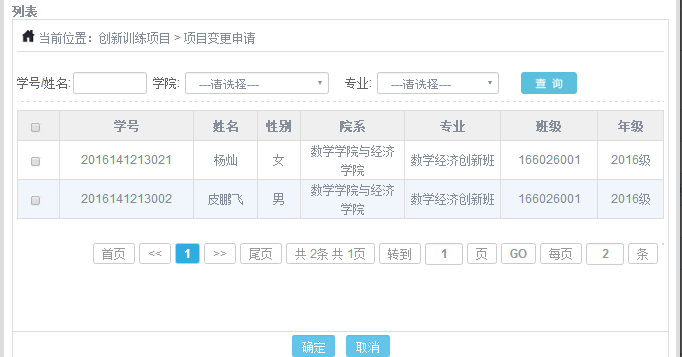 列表
当前位置：创新训练项目 > 项目变更申请
学号/姓名: 学院: ---请选择--- 专业: ---请选择--- 查 询
学号 姓名 性别 院系 专业 班级 年级
2016141213021 杨灿 女 数学学院与经济学院 数学经济创新班 166026001 2016级
2016141213002 皮鹏飞 男 数学学院与经济学院 数学经济创新班 166026001 2016级
首页 << 1 >> 尾页 共 2条 共 1页 转到 1 页 GO 每页 2 条
确定 取消